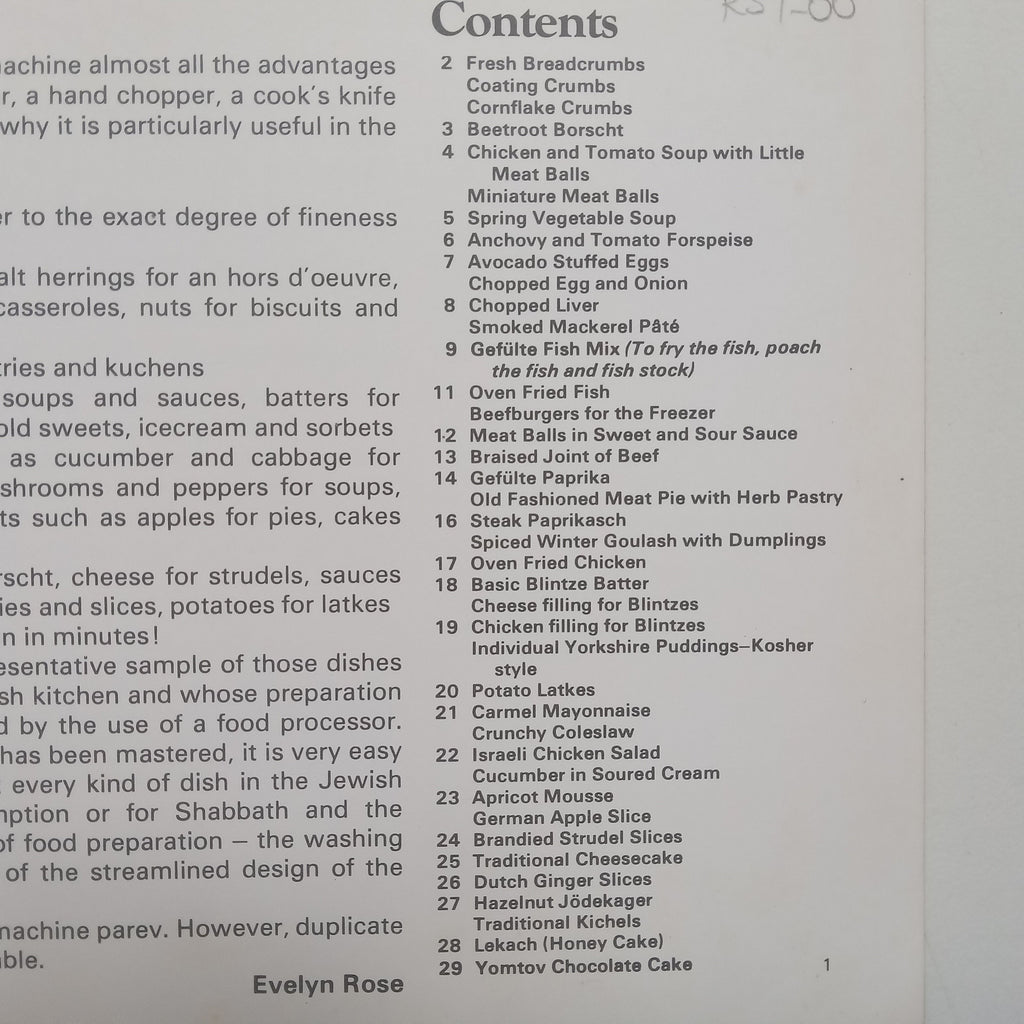 achine almost all the advantages
r, a hand chopper, a cook's knife
why it is particularly useful in the
er to the exact degree of fineness
alt herrings for an hors d'oeuvre,
casseroles, nuts for biscuits and
tries and kuchens
soups and sauces, batters for
old sweets, icecream and sorbets
as cucumber and cabbage for
shrooms and peppers for soups,
ts such as apples for pies, cakes
rscht, cheese for strudels, sauces
ies and slices, potatoes for latkes
n in minutes!
esentative sample of those dishes
sh kitchen and whose preparation
d by the use of a food processor.
has been mastered, it is very easy
every kind of dish in the Jewish
mption or for Shabbath and the
of food preparation – the washing
of the streamlined design of the
machine parev. However, duplicate
ble.
Evelyn Rose
Contents
2 Fresh Breadcrumbs
Coating Crumbs
Cornflake Crumbs
3 Beetroot Borscht
4 Chicken and Tomato Soup with Little
Meat Balls
Miniature Meat Balls
5 Spring Vegetable Soup
6 Anchovy and Tomato Forspeise
7 Avocado Stuffed Eggs
Chopped Egg and Onion
8 Chopped Liver
Smoked Mackerel Pâté
9 Gefülte Fish Mix (To fry the fish, poach
the fish and fish stock)
11 Oven Fried Fish
Beefburgers for the Freezer
12 Meat Balls in Sweet and Sour Sauce
13 Braised Joint of Beef
14 Gefülte Paprika
Old Fashioned Meat Pie with Herb Pastry
16 Steak Paprikasch
Spiced Winter Goulash with Dumplings
17 Oven Fried Chicken
18 Basic Blintze Batter
Cheese filling for Blintzes
19 Chicken filling for Blintzes
Individual Yorkshire Puddings–Kosher
style
20 Potato Latkes
21 Carmel Mayonnaise
Crunchy Coleslaw
22 Israeli Chicken Salad
Cucumber in Soured Cream
23 Apricot Mousse
German Apple Slice
24 Brandied Strudel Slices
25 Traditional Cheesecake
26 Dutch Ginger Slices
27 Hazelnut Jödekager
Traditional Kichels
28 Lekach (Honey Cake)
29 Yomtov Chocolate Cake
1